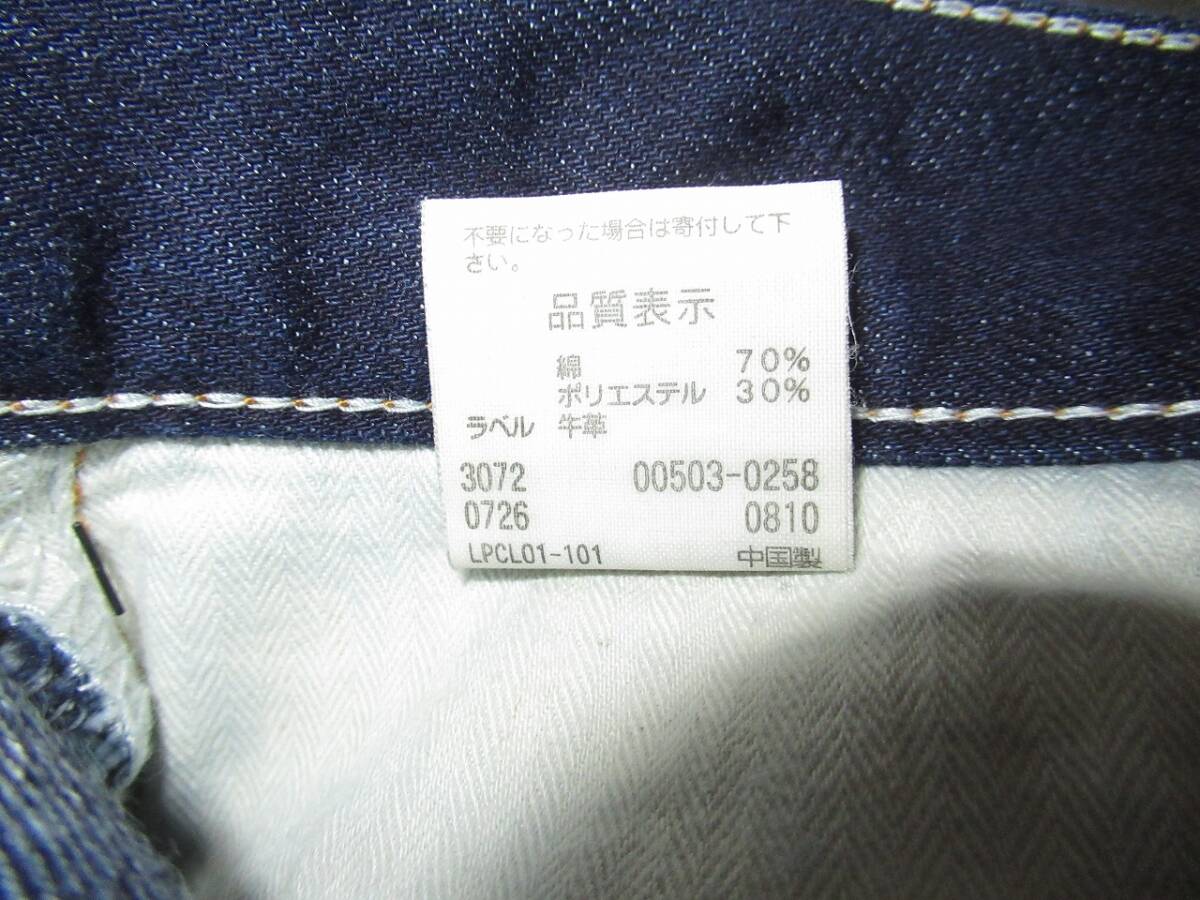 不要になった場合は寄付して下
さい。
品質表示
綿 70%
ポリエステル 30%
ラベル 牛革
3072 00503-0258
0726 0810
LPCL01-101 中国製